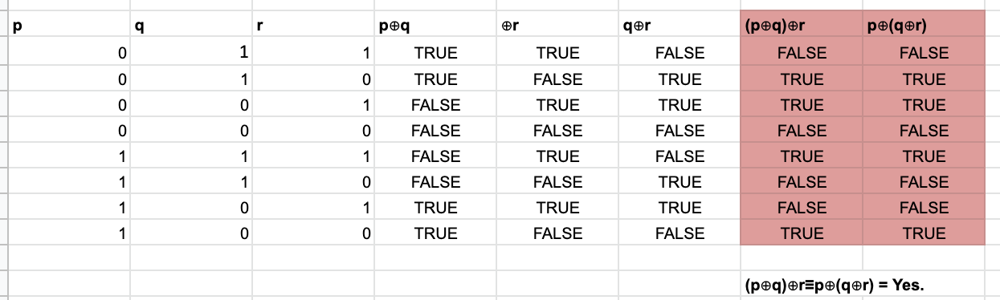 p q r p⊕q ⊕r q⊕r (p⊕q)⊕r p⊕(q⊕r)
0 1 1 TRUE TRUE FALSE FALSE FALSE
0 1 0 TRUE FALSE TRUE TRUE TRUE
0 0 1 FALSE TRUE TRUE TRUE TRUE
0 0 0 FALSE FALSE FALSE FALSE FALSE
1 1 1 FALSE TRUE FALSE TRUE TRUE
1 1 0 FALSE FALSE TRUE FALSE FALSE
1 0 1 TRUE TRUE TRUE FALSE FALSE
1 0 0 TRUE FALSE FALSE TRUE TRUE
(p⊕q)⊕r≡p⊕(q⊕r) = Yes.